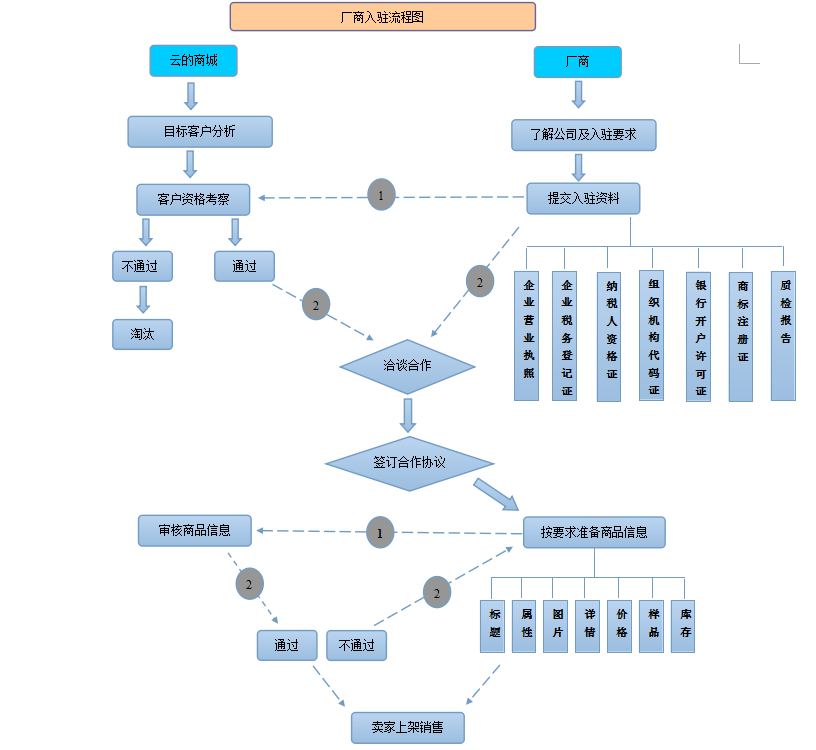 厂商入驻流程图
云的商城
厂商
目标客户分析
了解公司及入驻要求
客户资格考察
1
提交入驻资料
不通过
通过
2
2
淘汰
企业营业执照
企业税务登记证
纳税人资格证
组织机构代码证
银行开户许可证
商标注册证
质检报告
洽谈合作
签订合作协议
审核商品信息
1
按要求准备商品信息
2
2
标题
属性
图片
详情
价格
样品
库存
通过
不通过
卖家上架销售